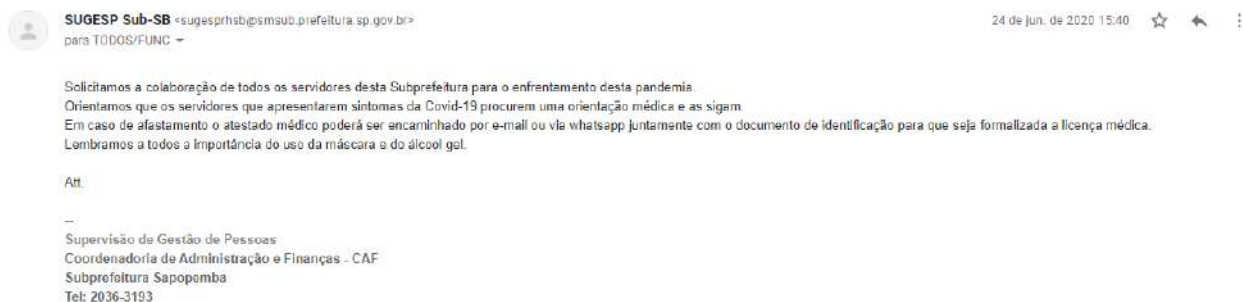 SUGESP Sub-SB <sugesprhsb@smsub.prefeitura.sp.gov.br>
24 de jun. de 2020 15:40
para TODOS/FUNC
Solicitamos a colaboração de todos os servidores desta Subprefeitura para o enfrentamento desta pandemia.
Orientamos que os servidores que apresentarem sintomas da Covid-19 procurem uma orientação médica e as sigam.
Em caso de afastamento o atestado médico poderá ser encaminhado por e-mail ou via whatsapp juntamente com o documento de identificação para que seja formalizada a licença médica.
Lembramos a todos a importância do uso da máscara e do álcool gel.
Att.
--
Supervisão de Gestão de Pessoas
Coordenadoria de Administração e Finanças - CAF
Subprefeitura Sapopemba
Tel: 2036-3193